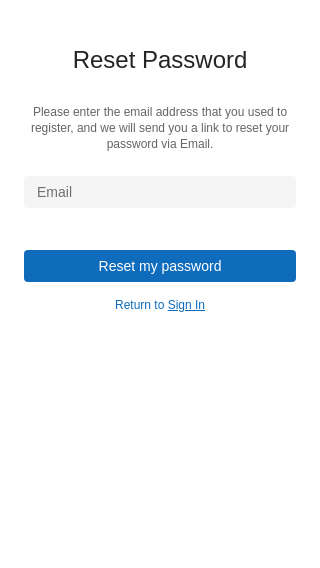 Reset Password
Please enter the email address that you used to
register, and we will send you a link to reset your
password via Email.
Email
Reset my password
Return to Sign In